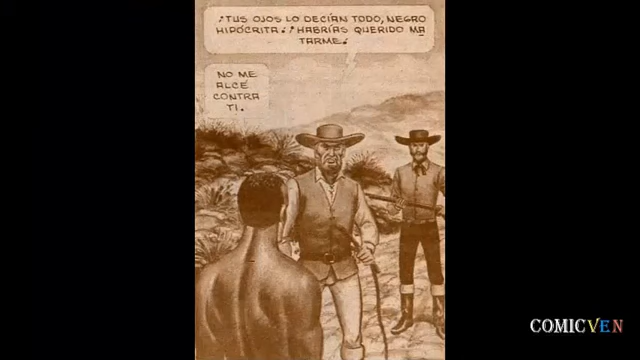 ¡TUS OJOS LO DECÍAN TODO, NEGRO
HIPÓCRITA! ¡HABRÍAS QUERIDO MA
TARME!
NO ME
ALCÉ
CONTRA
TI.
COMICVEN